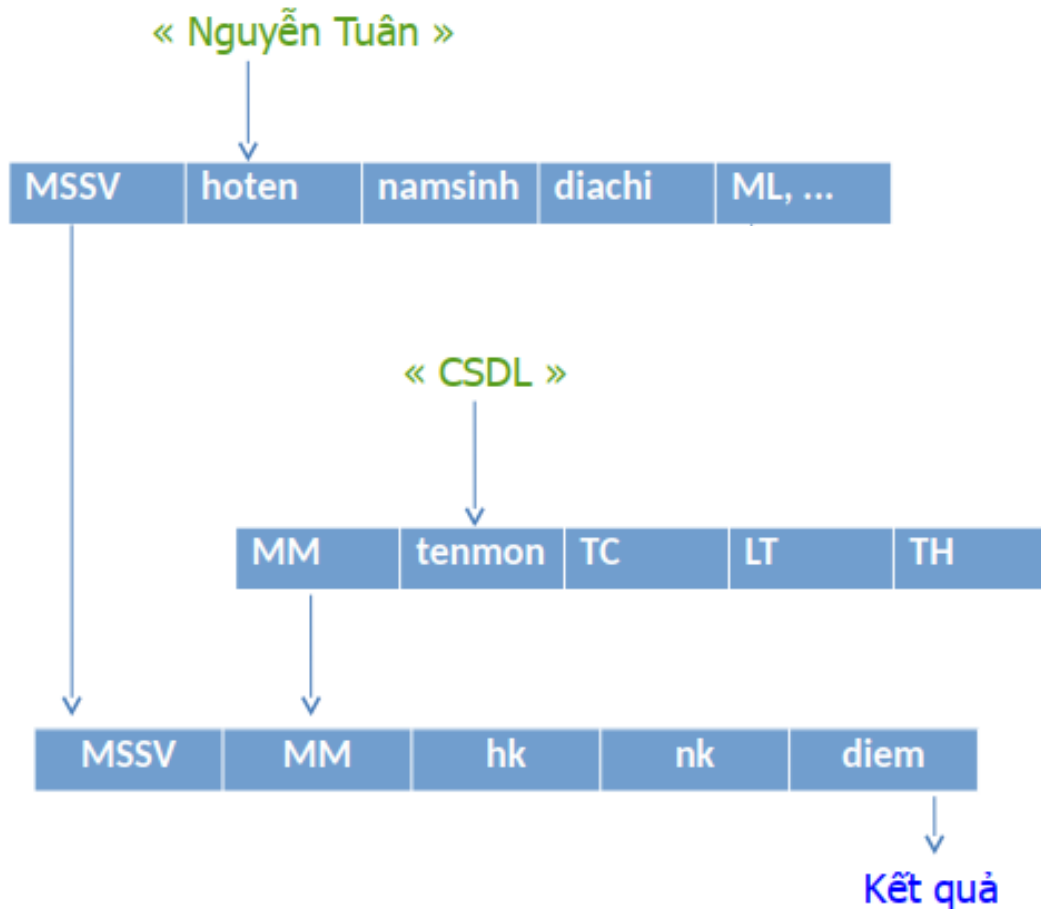 « Nguyễn Tuân »
MSSV hoten namsinh diachi ML, ...
« CSDL »
MM tenmon TC LT TH
MSSV MM hk nk diem
Kết quả